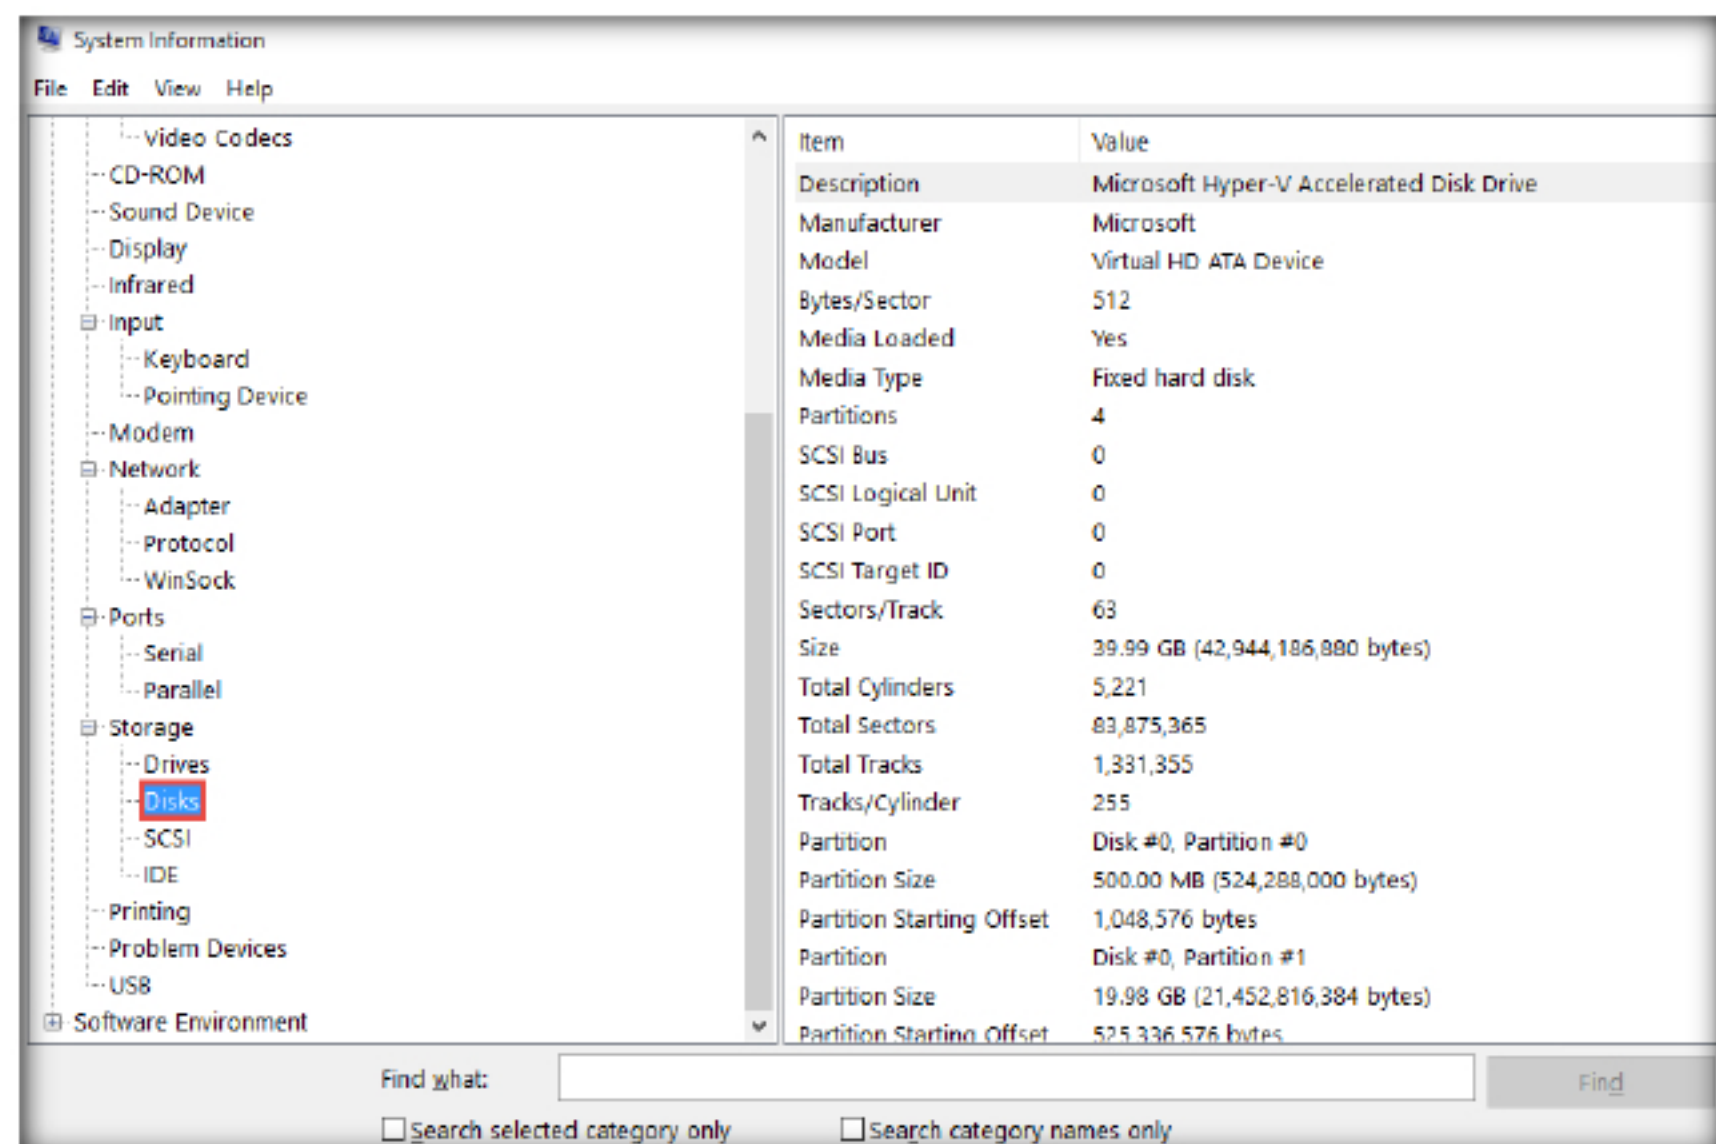 System Information
File Edit View Help
Video Codecs
CD-ROM
Sound Device
Display
Infrared
Input
Keyboard
Pointing Device
Modem
Network
Adapter
Protocol
WinSock
Ports
Serial
Parallel
Storage
Drives
Disks
SCSI
IDE
Printing
Problem Devices
USB
Software Environment
Item Value
Description Microsoft Hyper-V Accelerated Disk Drive
Manufacturer Microsoft
Model Virtual HD ATA Device
Bytes/Sector 512
Media Loaded Yes
Media Type Fixed hard disk
Partitions 4
SCSI Bus 0
SCSI Logical Unit 0
SCSI Port 0
SCSI Target ID 0
Sectors/Track 63
Size 39.99 GB (42,944,186,880 bytes)
Total Cylinders 5,221
Total Sectors 83,875,365
Total Tracks 1,331,355
Tracks/Cylinder 255
Partition Disk #0, Partition #0
Partition Size 500.00 MB (524,288,000 bytes)
Partition Starting Offset 1,048,576 bytes
Partition Disk #0, Partition #1
Partition Size 19.98 GB (21,452,816,384 bytes)
Partition Starting Offset 525,336,576 bytes
Find what: Find
Search selected category only Search category names only